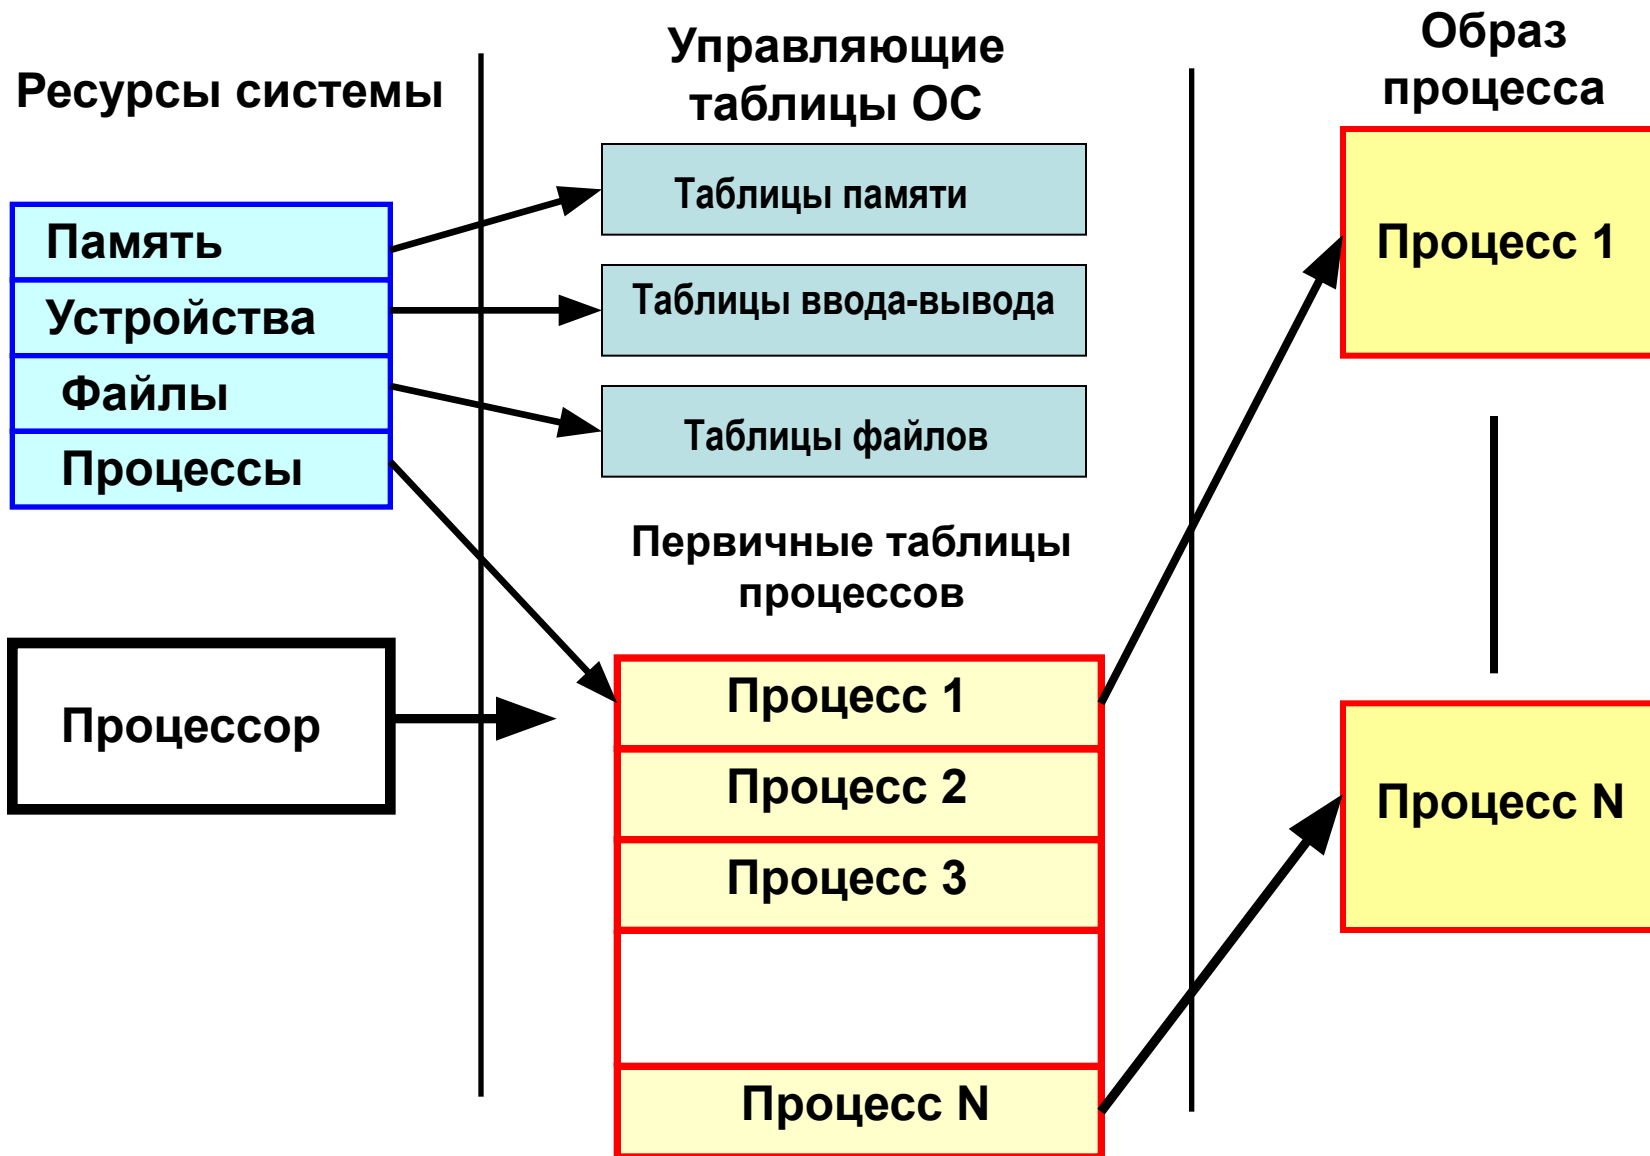 Ресурсы системы
Память
Устройства
Файлы
Процессы
Процессор
Управляющие
таблицы ОС
Таблицы памяти
Таблицы ввода-вывода
Таблицы файлов
Первичные таблицы
процессов
Процесс 1
Процесс 2
Процесс 3
Процесс N
Образ
процесса
Процесс 1
Процесс N